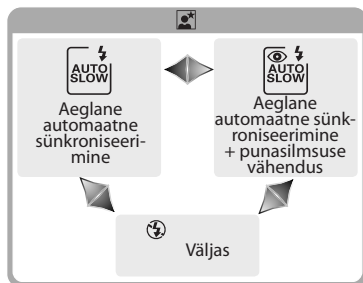 AUTO
SLOW
Aeglane
automaatne
sünkroniseeri-
mine
AUTO
SLOW
Aeglane
automaatne sünk-
roniseerimine
+ punasilmsuse
vähendus
Väljas